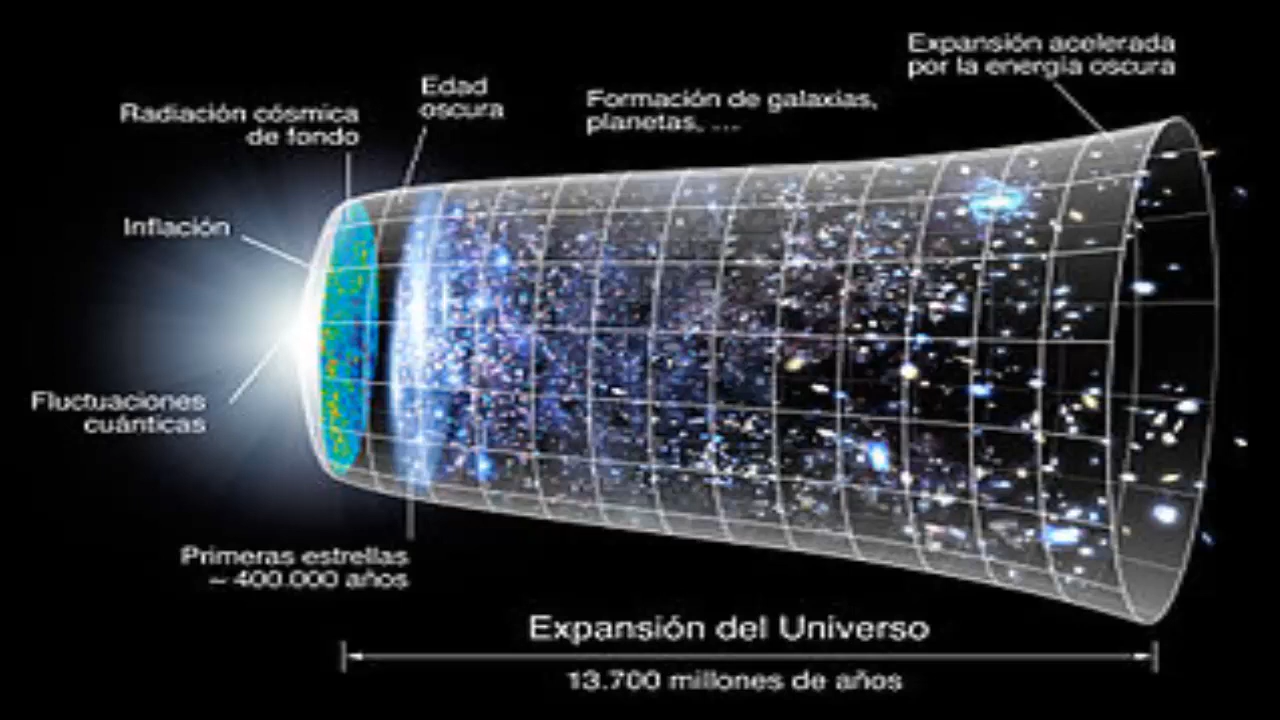 Expansión acelerada
por la energía oscura
Edad
oscura
Formación de galaxias,
planetas, ...
Radiación cósmica
de fondo
Inflación
Fluctuaciones
cuánticas
Primeras estrellas
~ 400.000 años
Expansión del Universo
13.700 millones de años